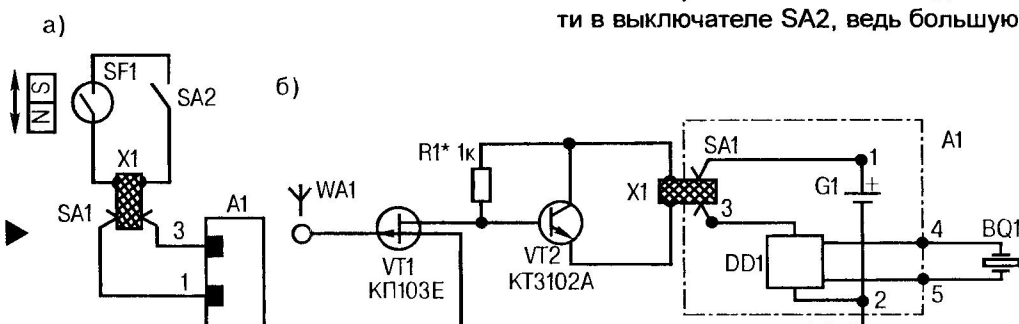 ти в выключателе SA2, ведь большую
а)
SF1
SA2
N S
X1
SA1
A1
3
1
б)
R1* 1к
WA1
VT1
КП103Е
VT2
КТ3102А
X1
SA1
A1
1
G1
+
3
DD1
4
5
2
BQ1